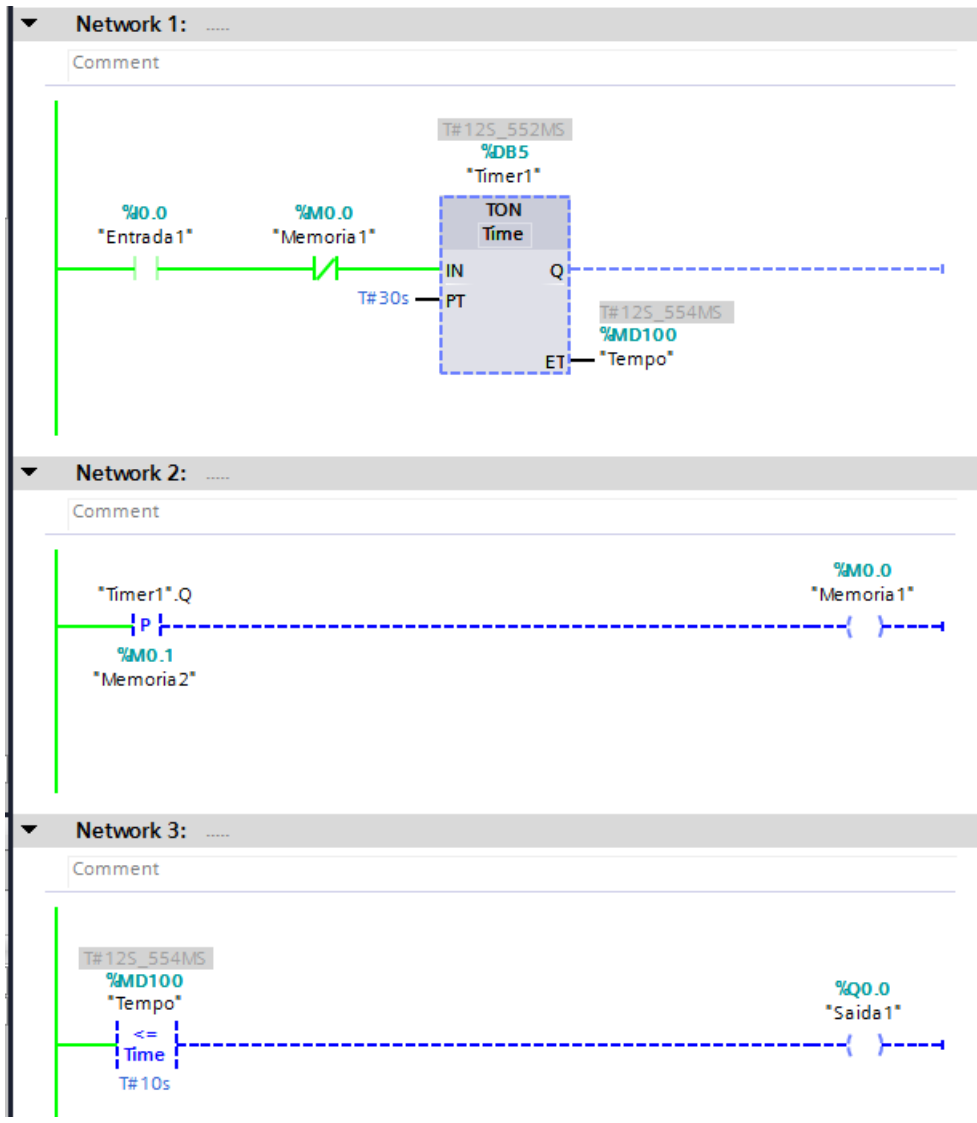 Network 1: .....
Comment
T#12S_552MS
%DB5
"Timer1"
%I0.0
"Entrada1"
%M0.0
"Memoria1"
TON
Time
IN
Q
T#30s
PT
T#12S_554MS
%MD100
ET
"Tempo"
Network 2: .....
Comment
"Timer1".Q
P
%M0.1
"Memoria2"
%M0.0
"Memoria1"
Network 3: .....
Comment
T#12S_554MS
%MD100
"Tempo"
<=
Time
T#10s
%Q0.0
"Saida1"